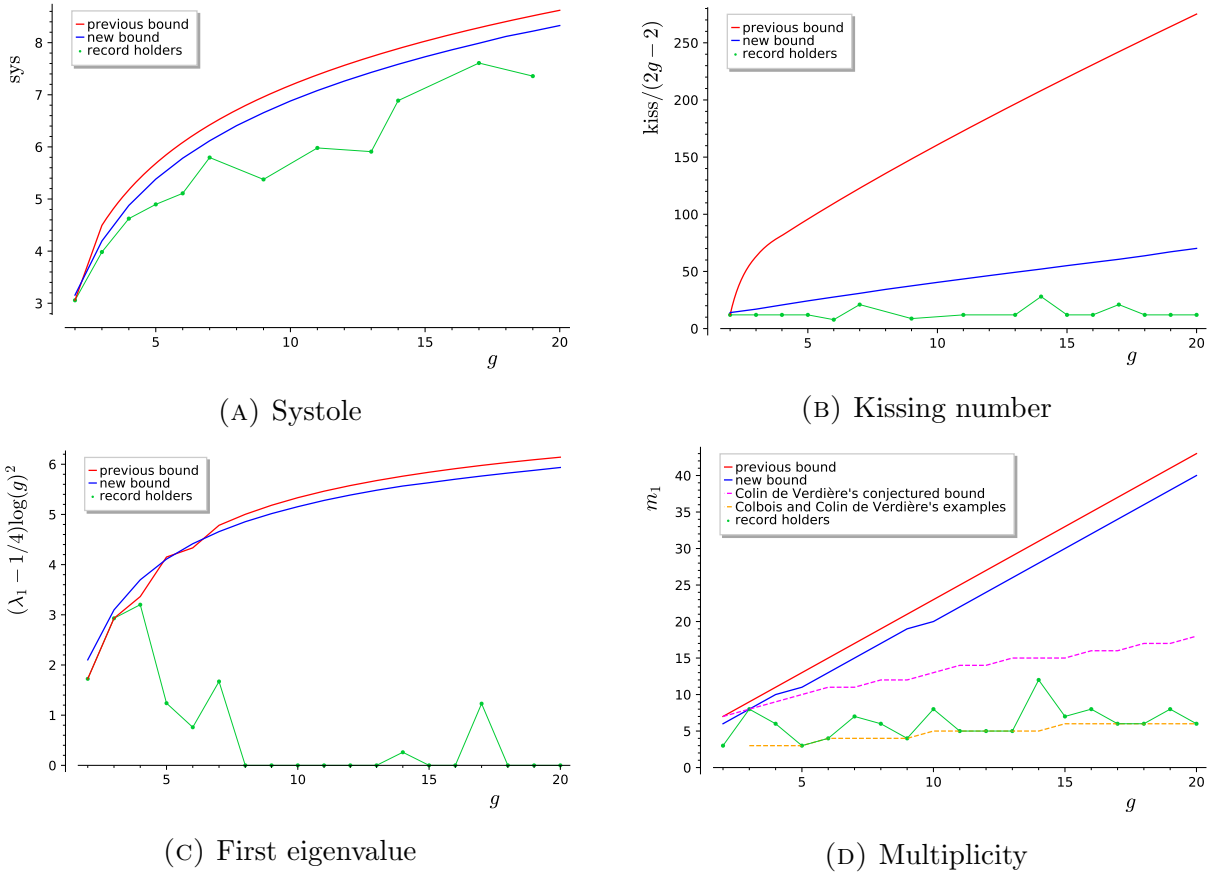 previous bound
new bound
record holders
sys
8
7
6
5
4
3
5
10
15
20
g
(A) Systole
previous bound
new bound
record holders
kiss/(2g − 2)
250
200
150
100
50
0
5
10
15
20
g
(B) Kissing number
previous bound
new bound
record holders
(λ₁ − 1/4)log(g)²
6
5
4
3
2
1
0
5
10
15
20
g
(C) First eigenvalue
previous bound
new bound
Colin de Verdière's conjectured bound
Colbois and Colin de Verdière's examples
record holders
m₁
40
35
30
25
20
15
10
5
0
5
10
15
20
g
(D) Multiplicity